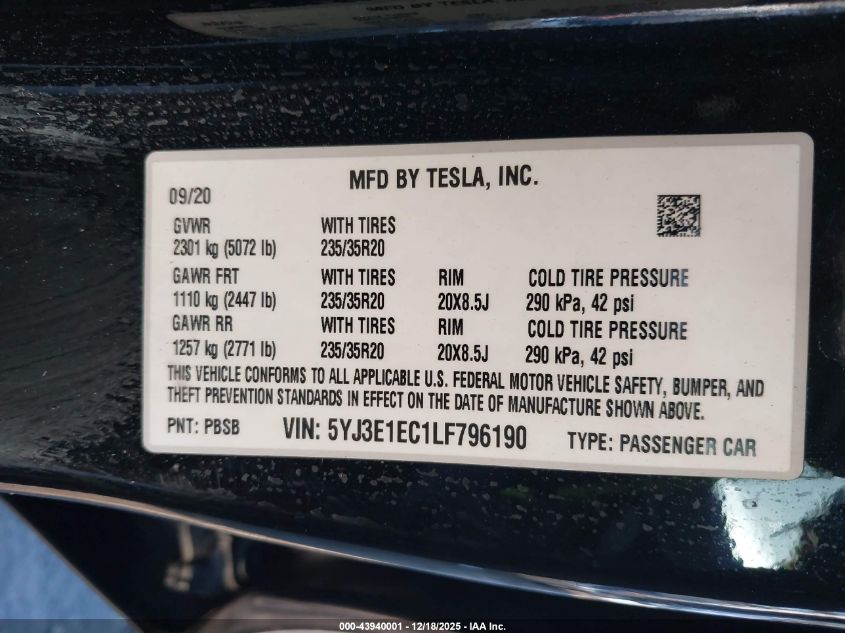 MFD BY TESLA, INC.
09/20
GVWR WITH TIRES
2301 kg (5072 lb) 235/35R20
GAWR FRT WITH TIRES RIM COLD TIRE PRESSURE
1110 kg (2447 lb) 235/35R20 20X8.5J 290 kPa, 42 psi
GAWR RR WITH TIRES RIM COLD TIRE PRESSURE
1257 kg (2771 lb) 235/35R20 20X8.5J 290 kPa, 42 psi
THIS VEHICLE CONFORMS TO ALL APPLICABLE U.S. FEDERAL MOTOR VEHICLE SAFETY, BUMPER, AND
THEFT PREVENTION STANDARDS IN EFFECT ON THE DATE OF MANUFACTURE SHOWN ABOVE.
PNT: PBSB VIN: 5YJ3E1EC1LF796190 TYPE: PASSENGER CAR
000-43940001 - 12/18/2025 - IAA Inc.